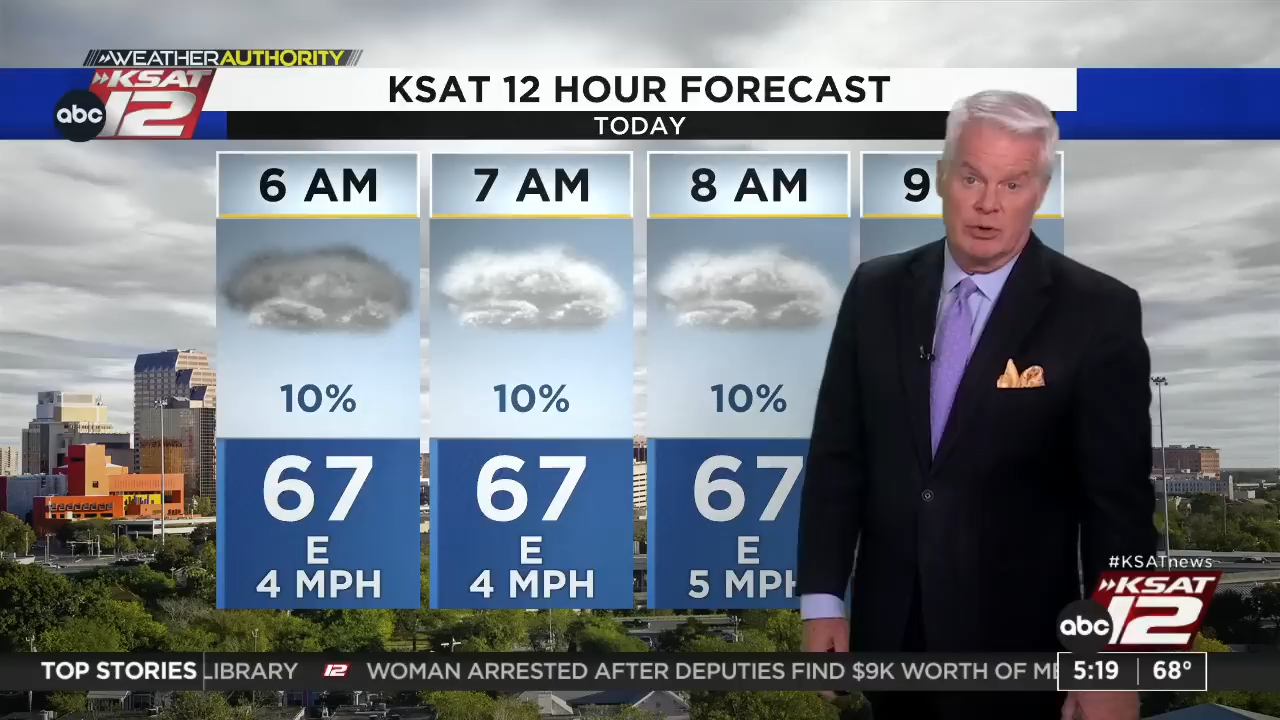 WEATHERAUTHORITY
KSAT
abc 12
KSAT 12 HOUR FORECAST
TODAY
6 AM
7 AM
8 AM
9
10%
10%
10%
67
67
67
E
E
E
4 MPH
4 MPH
5 MPH
#KSATnews
KSAT
abc 12
TOP STORIES
LIBRARY 12 WOMAN ARRESTED AFTER DEPUTIES FIND $9K WORTH OF
5:19 68°